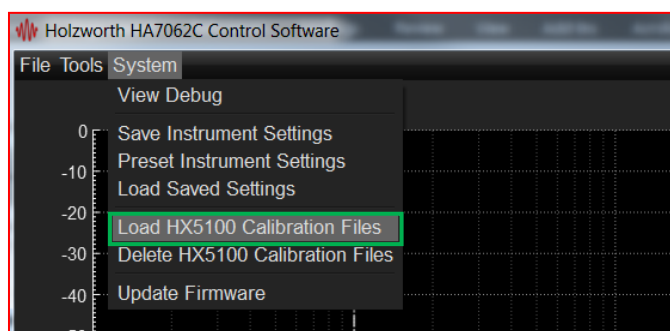 Holzworth HA7062C Control Software
File Tools System
View Debug
Save Instrument Settings
Preset Instrument Settings
Load Saved Settings
Load HX5100 Calibration Files
Delete HX5100 Calibration Files
Update Firmware
0
-10
-20
-30
-40